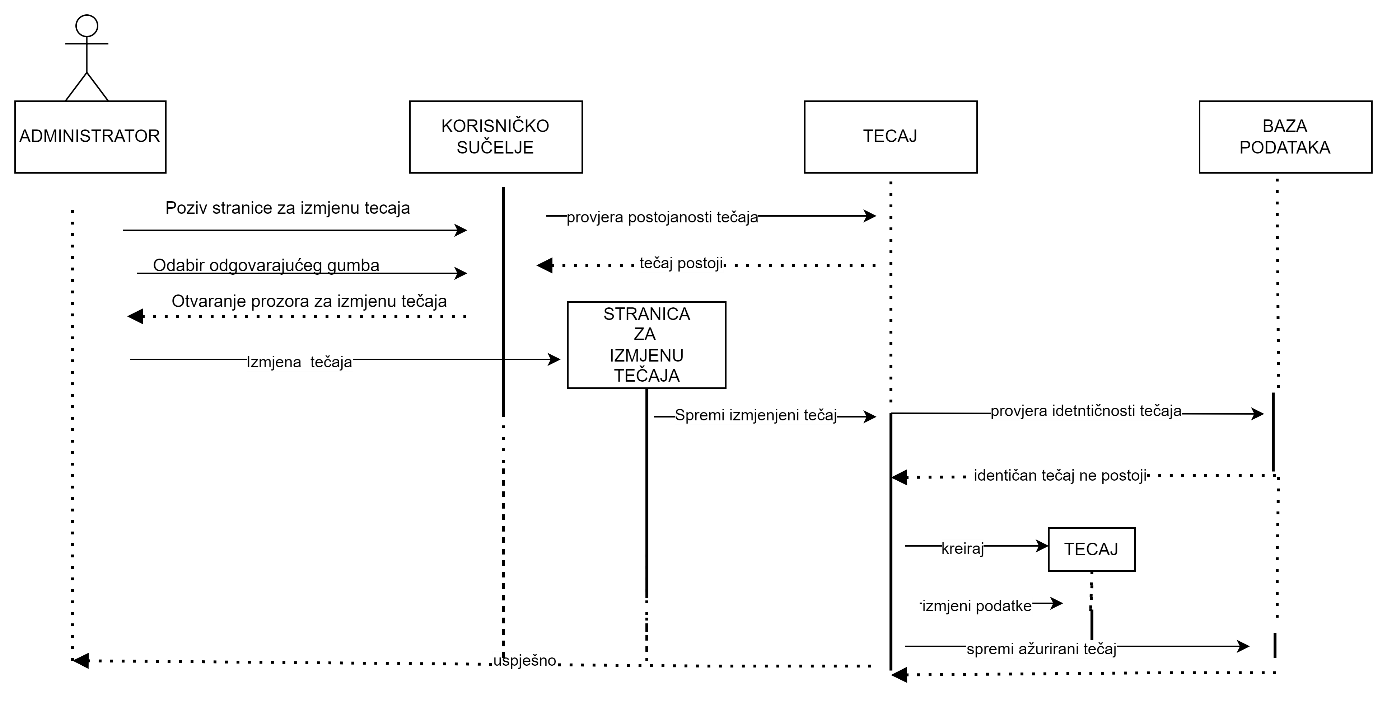 ADMINISTRATOR
KORISNIČKO
SUČELJE
TECAJ
BAZA
PODATAKA
Poziv stranice za izmjenu tecaja
provjera postojanosti tečaja
Odabir odgovarajućeg gumba
tečaj postoji
Otvaranje prozora za izmjenu tečaja
STRANICA
ZA
IZMJENU
TEČAJA
Izmjena tečaja
Spremi izmjenjeni tečaj
provjera idetntičnosti tečaja
identičan tečaj ne postoji
kreiraj
TECAJ
izmjeni podatke
spremi ažurirani tečaj
uspješno